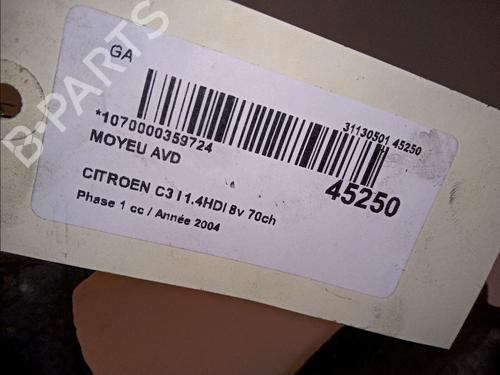 GA
31130501 45250
*1070000359724
MOYEU AVD
45250
CITROEN C3 I 1.4HDI 8v 70ch
Phase 1 cc / Année 2004
B-PARTS